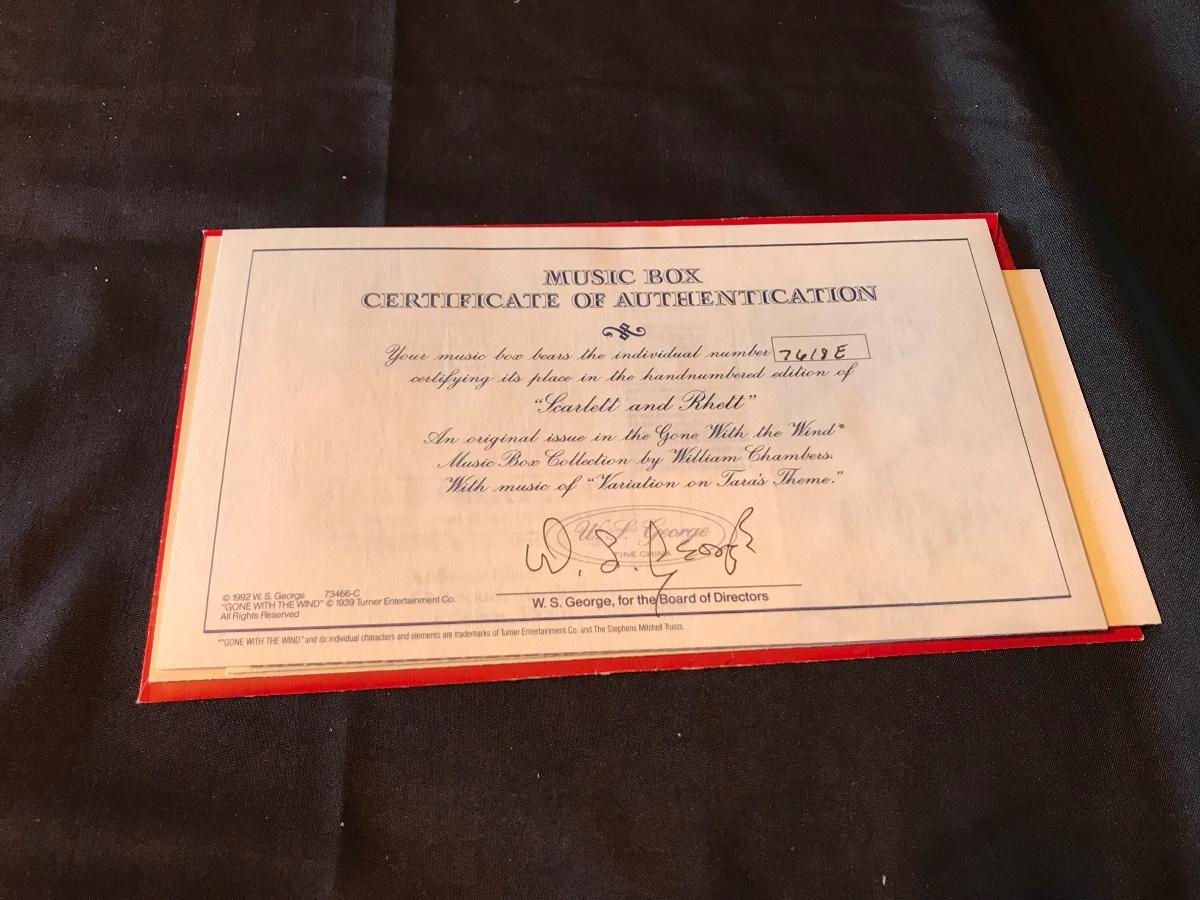 MUSIC BOX
CERTIFICATE OF AUTHENTICATION
Your music box bears the individual number 7618E
certifying its place in the handnumbered edition of
"Scarlett and Rhett"
An original issue in the Gone With the Wind*
Music Box Collection by William Chambers.
With music of "Variation on Tara's Theme."
W. S. George
FINE CHINA
W. S. George
W. S. George, for the Board of Directors
© 1992 W. S. George 73466-C
"GONE WITH THE WIND" © 1939 Turner Entertainment Co.
All Rights Reserved
*"GONE WITH THE WIND" and its individual characters and elements are trademarks of Turner Entertainment Co. and The Stephens Mitchell Trusts.